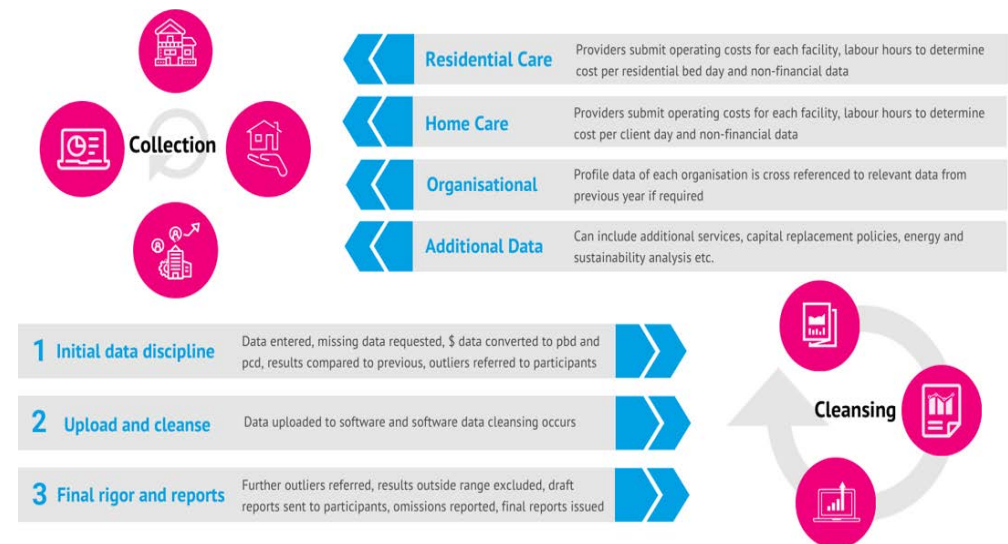 Collection
Residential Care
Providers submit operating costs for each facility, labour hours to determine
cost per residential bed day and non-financial data
Home Care
Providers submit operating costs for each facility, labour hours to determine
cost per client day and non-financial data
Organisational
Profile data of each organisation is cross referenced to relevant data from
previous year if required
Additional Data
Can include additional services, capital replacement policies, energy and
sustainability analysis etc.
1 Initial data discipline
Data entered, missing data requested, $ data converted to pbd and
pcd, results compared to previous, outliers referred to participants
2 Upload and cleanse
Data uploaded to software and software data cleansing occurs
3 Final rigor and reports
Further outliers referred, results outside range excluded, draft
reports sent to participants, omissions reported, final reports issued
Cleansing